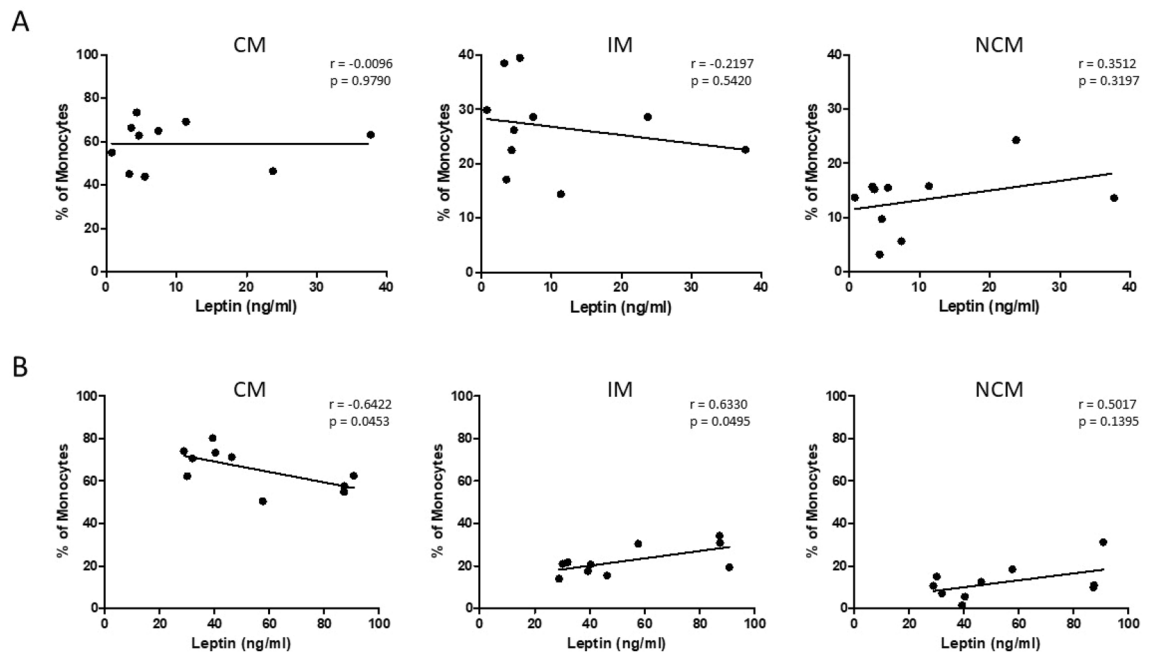 A
CM
r = -0.0096
p = 0.9790
% of Monocytes
100
80
60
40
20
0
0 10 20 30 40
Leptin (ng/ml)
IM
r = -0.2197
p = 0.5420
% of Monocytes
40
30
20
10
0
0 10 20 30 40
Leptin (ng/ml)
NCM
r = 0.3512
p = 0.3197
% of Monocytes
40
30
20
10
0
0 10 20 30 40
Leptin (ng/ml)
B
CM
r = -0.6422
p = 0.0453
% of Monocytes
100
80
60
40
20
0
0 20 40 60 80 100
Leptin (ng/ml)
IM
r = 0.6330
p = 0.0495
% of Monocytes
100
80
60
40
20
0
0 20 40 60 80 100
Leptin (ng/ml)
NCM
r = 0.5017
p = 0.1395
% of Monocytes
100
80
60
40
20
0
0 20 40 60 80 100
Leptin (ng/ml)